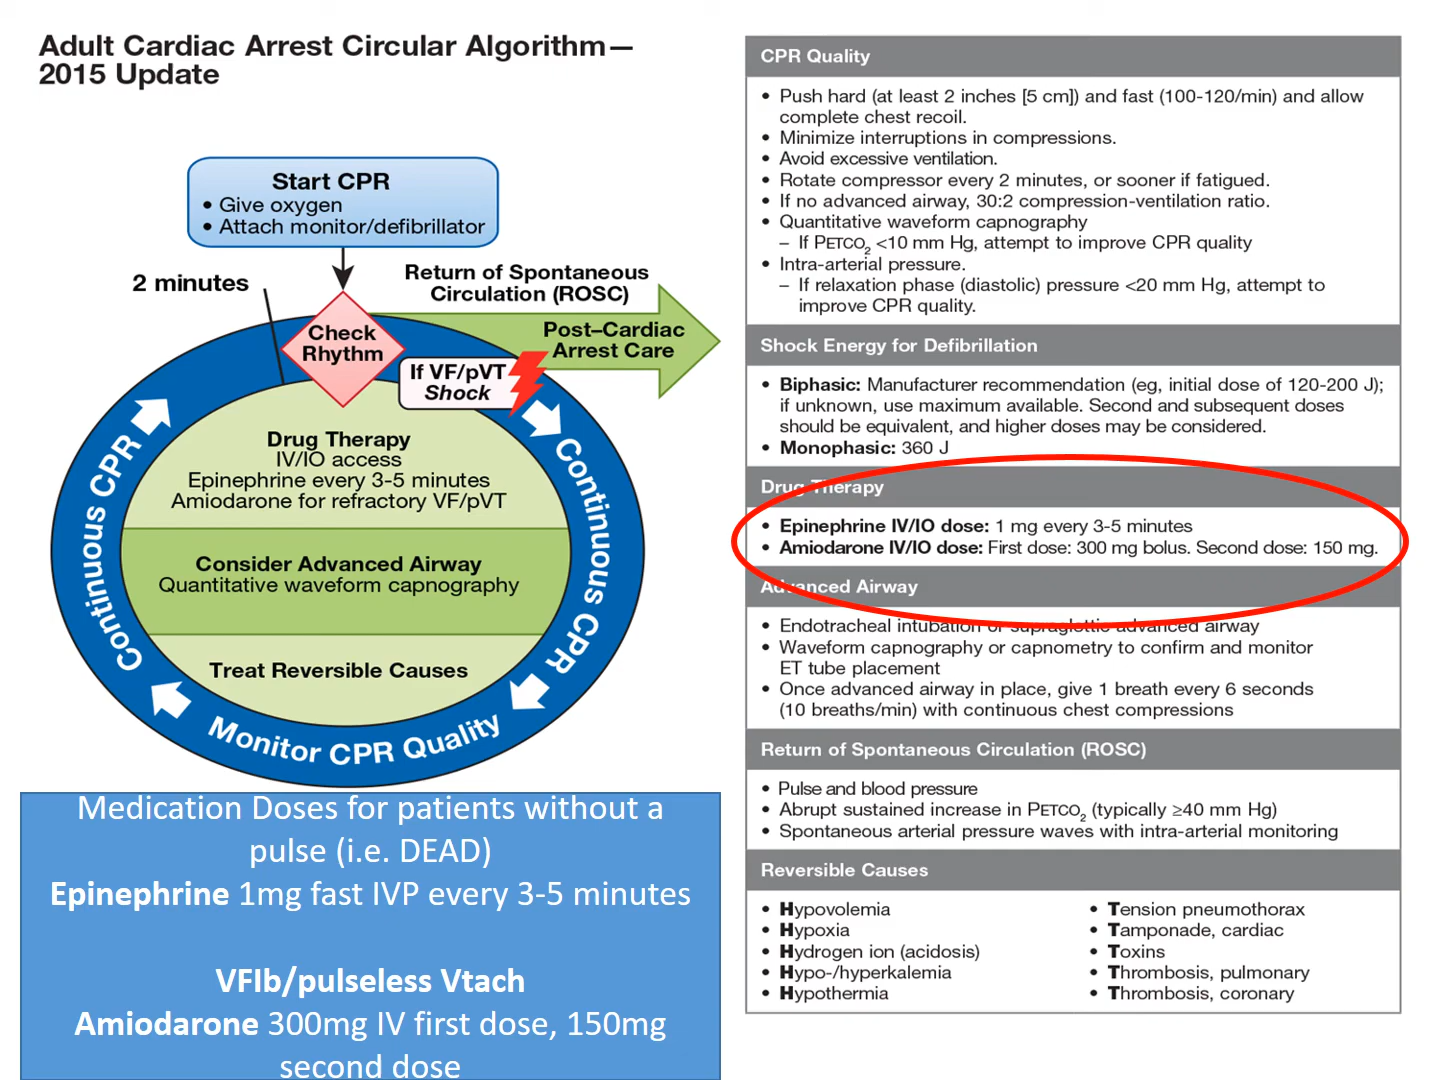 Adult Cardiac Arrest Circular Algorithm—
2015 Update
Start CPR
• Give oxygen
• Attach monitor/defibrillator
2 minutes
Return of Spontaneous
Circulation (ROSC)
Check
Rhythm
Post–Cardiac
Arrest Care
If VF/pVT
Shock
Drug Therapy
IV/IO access
Epinephrine every 3-5 minutes
Amiodarone for refractory VF/pVT
Consider Advanced Airway
Quantitative waveform capnography
Treat Reversible Causes
Continuous CPR
Continuous CPR
Monitor CPR Quality
Medication Doses for patients without a
pulse (i.e. DEAD)
Epinephrine 1mg fast IVP every 3-5 minutes
VFIb/pulseless Vtach
Amiodarone 300mg IV first dose, 150mg
second dose
CPR Quality
• Push hard (at least 2 inches [5 cm]) and fast (100-120/min) and allow
complete chest recoil.
• Minimize interruptions in compressions.
• Avoid excessive ventilation.
• Rotate compressor every 2 minutes, or sooner if fatigued.
• If no advanced airway, 30:2 compression-ventilation ratio.
• Quantitative waveform capnography
– If PETCO₂ <10 mm Hg, attempt to improve CPR quality
• Intra-arterial pressure.
– If relaxation phase (diastolic) pressure <20 mm Hg, attempt to
improve CPR quality.
Shock Energy for Defibrillation
• Biphasic: Manufacturer recommendation (eg, initial dose of 120-200 J);
if unknown, use maximum available. Second and subsequent doses
should be equivalent, and higher doses may be considered.
• Monophasic: 360 J
Drug Therapy
• Epinephrine IV/IO dose: 1 mg every 3-5 minutes
• Amiodarone IV/IO dose: First dose: 300 mg bolus. Second dose: 150 mg.
Advanced Airway
• Endotracheal intubation or supraglottic advanced airway
• Waveform capnography or capnometry to confirm and monitor
ET tube placement
• Once advanced airway in place, give 1 breath every 6 seconds
(10 breaths/min) with continuous chest compressions
Return of Spontaneous Circulation (ROSC)
• Pulse and blood pressure
• Abrupt sustained increase in PETCO₂ (typically ≥40 mm Hg)
• Spontaneous arterial pressure waves with intra-arterial monitoring
Reversible Causes
• Hypovolemia
• Hypoxia
• Hydrogen ion (acidosis)
• Hypo-/hyperkalemia
• Hypothermia
• Tension pneumothorax
• Tamponade, cardiac
• Toxins
• Thrombosis, pulmonary
• Thrombosis, coronary